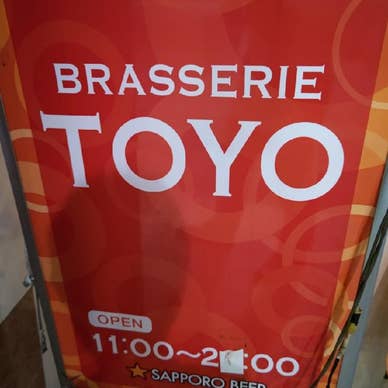 BRASSERIE
TOYO
OPEN
11:00～
SAPPORO BEER